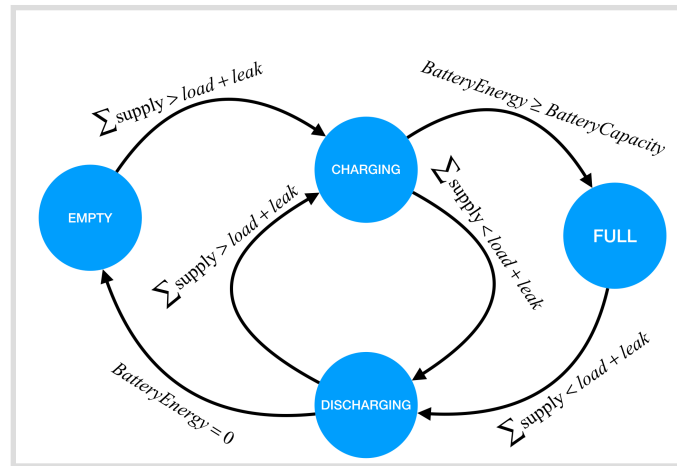 ∑ supply > load + leak
BatteryEnergy ≥ BatteryCapacity
CHARGING
EMPTY
FULL
∑ supply > load + leak
∑ supply < load + leak
DISCHARGING
BatteryEnergy = 0
∑ supply < load + leak